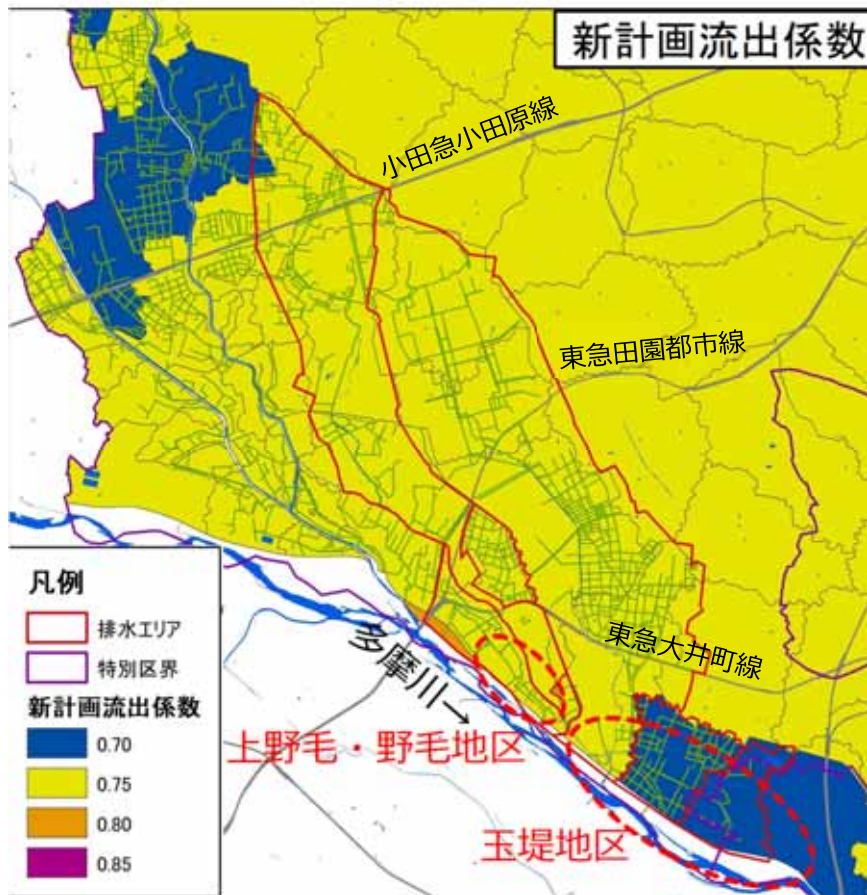 新計画流出係数
小田急小田原線
東急田園都市線
東急大井町線
多摩川→
上野毛・野毛地区
玉堤地区
凡例
排水エリア
特別区界
新計画流出係数
0.70
0.75
0.80
0.85